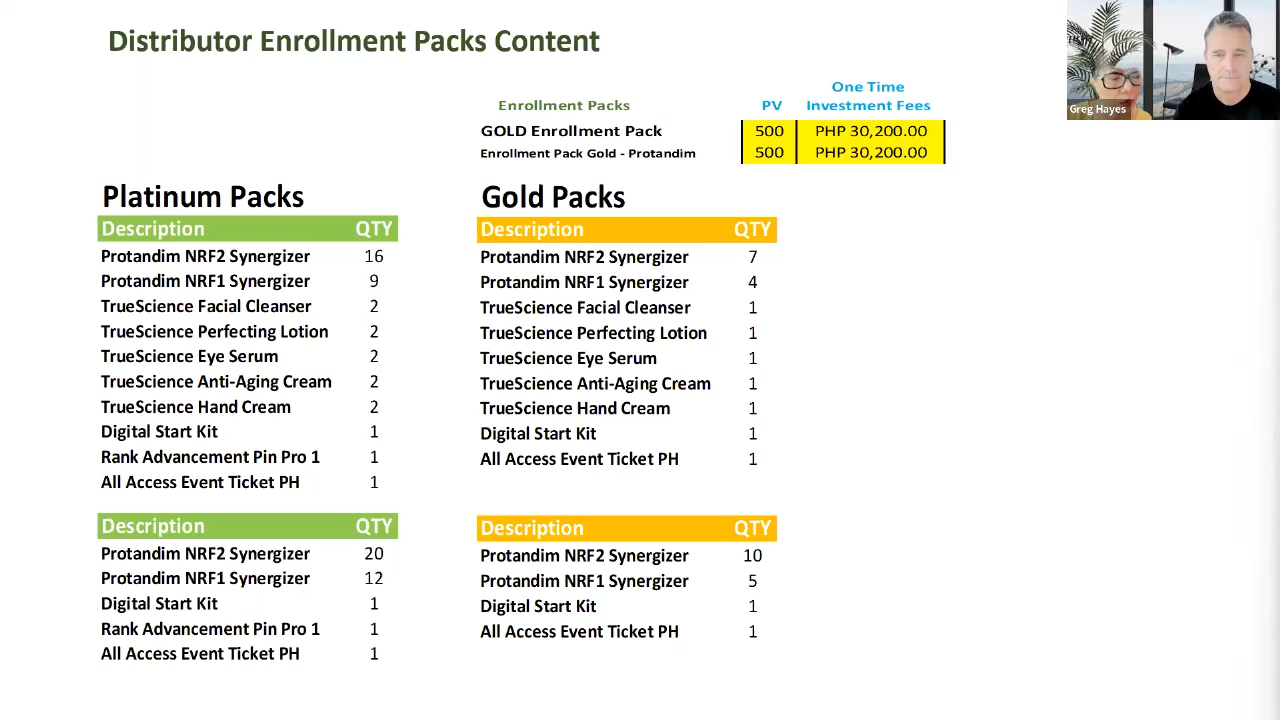 Distributor Enrollment Packs Content
Greg Hayes
Enrollment Packs PV One Time Investment Fees
GOLD Enrollment Pack 500 PHP 30,200.00
Enrollment Pack Gold - Protandim 500 PHP 30,200.00
Platinum Packs
Description QTY
Protandim NRF2 Synergizer 16
Protandim NRF1 Synergizer 9
TrueScience Facial Cleanser 2
TrueScience Perfecting Lotion 2
TrueScience Eye Serum 2
TrueScience Anti-Aging Cream 2
TrueScience Hand Cream 2
Digital Start Kit 1
Rank Advancement Pin Pro 1 1
All Access Event Ticket PH 1
Description QTY
Protandim NRF2 Synergizer 20
Protandim NRF1 Synergizer 12
Digital Start Kit 1
Rank Advancement Pin Pro 1 1
All Access Event Ticket PH 1
Gold Packs
Description QTY
Protandim NRF2 Synergizer 7
Protandim NRF1 Synergizer 4
TrueScience Facial Cleanser 1
TrueScience Perfecting Lotion 1
TrueScience Eye Serum 1
TrueScience Anti-Aging Cream 1
TrueScience Hand Cream 1
Digital Start Kit 1
All Access Event Ticket PH 1
Description QTY
Protandim NRF2 Synergizer 10
Protandim NRF1 Synergizer 5
Digital Start Kit 1
All Access Event Ticket PH 1